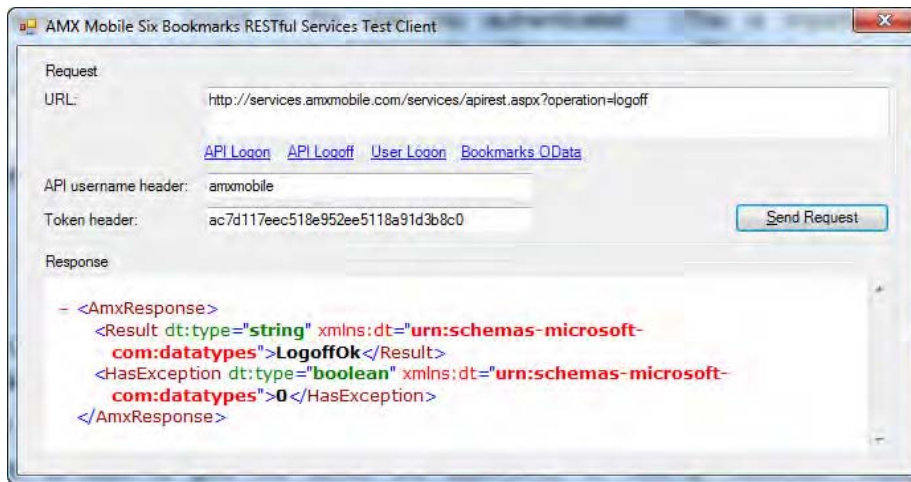 AMX Mobile Six Bookmarks RESTful Services Test Client
Request
URL: http://services.amxmobile.com/services/apirest.aspx?operation=logoff
API Logon API Logoff User Logon Bookmarks OData
API username header: amxmobile
Token header: ac7d117eec518e952ee5118a91d3b8c0
Send Request
Response
- <AmxResponse>
<Result dt:type="string" xmlns:dt="urn:schemas-microsoft-
com:datatypes">LogoffOk</Result>
<HasException dt:type="boolean" xmlns:dt="urn:schemas-microsoft-
com:datatypes">0</HasException>
</AmxResponse>